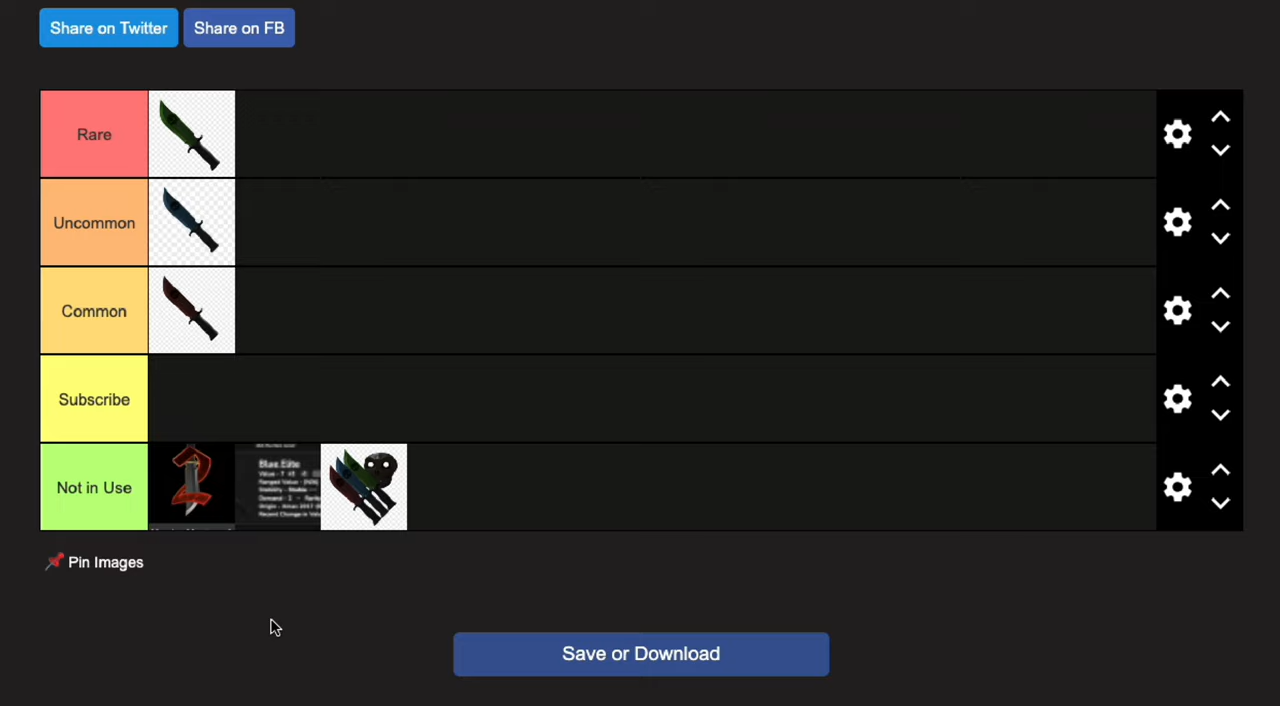 Share on Twitter Share on FB
Rare
Uncommon
Common
Subscribe
Not in Use
Blue Elite
Pin Images
Save or Download